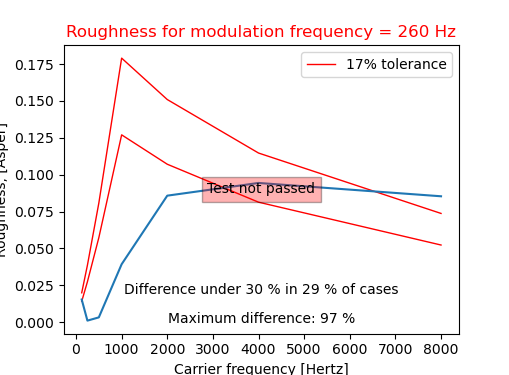 Roughness for modulation frequency = 260 Hz
17% tolerance
0.175
0.150
0.125
0.100
0.075
0.050
0.025
0.000
Roughness, [Asper]
Test not passed
Difference under 30 % in 29 % of cases
Maximum difference: 97 %
0 1000 2000 3000 4000 5000 6000 7000 8000
Carrier frequency [Hertz]